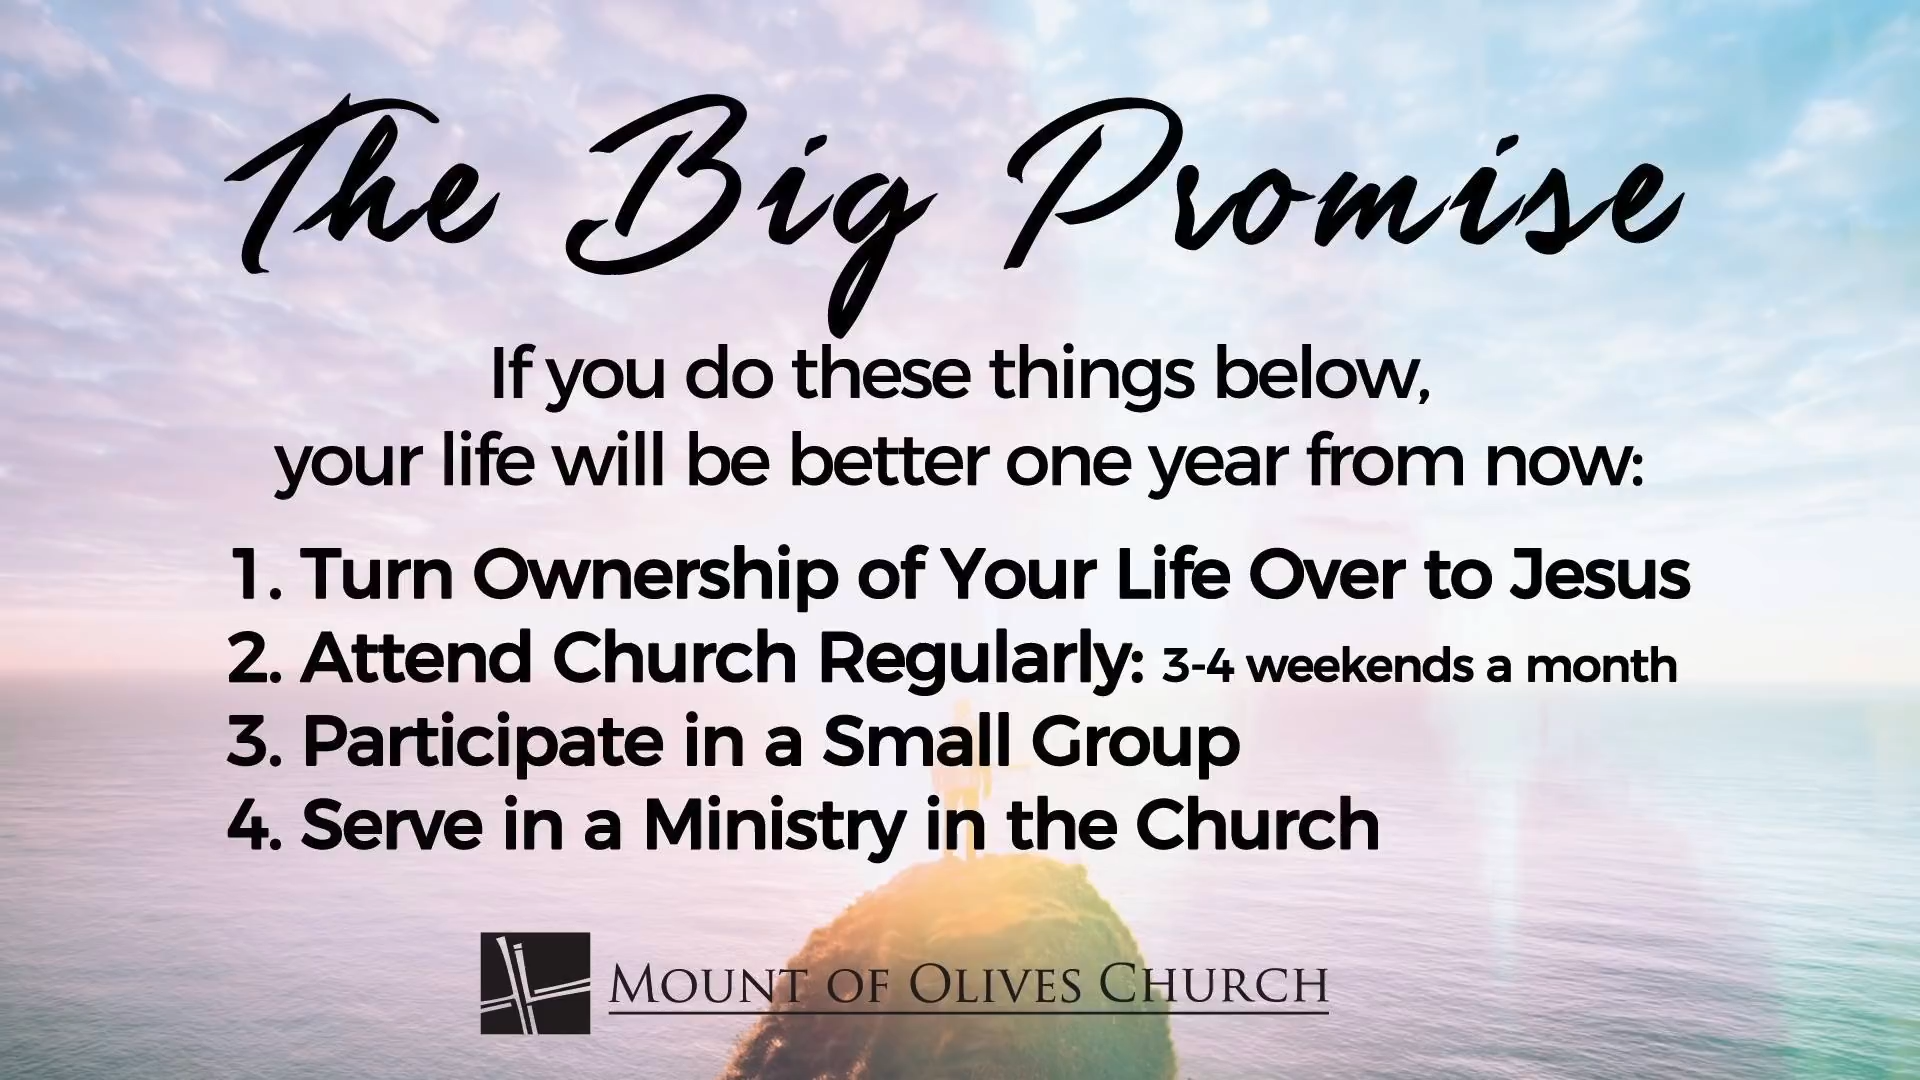 The Big Promise
If you do these things below,
your life will be better one year from now:
1. Turn Ownership of Your Life Over to Jesus
2. Attend Church Regularly: 3-4 weekends a month
3. Participate in a Small Group
4. Serve in a Ministry in the Church
Mount of Olives Church